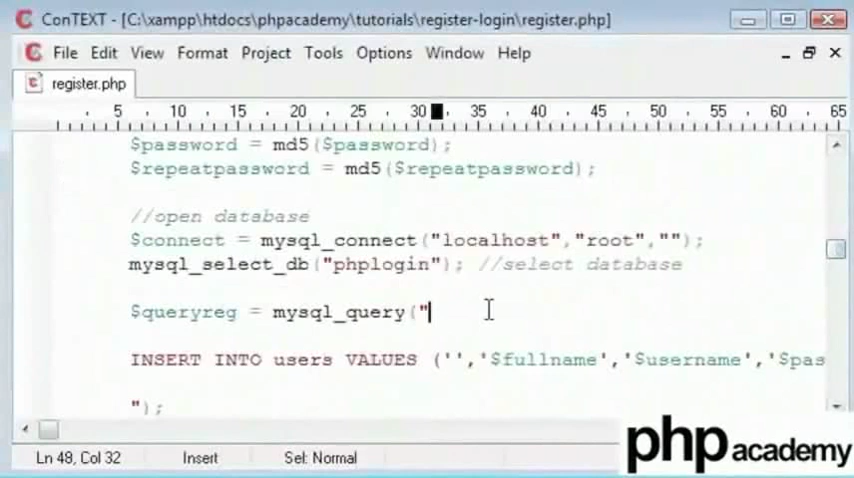 ConTEXT - [C:\xampp\htdocs\phpacademy\tutorials\register-login\register.php]
File Edit View Format Project Tools Options Window Help
register.php
5 10 15 20 25 30 35 40 45 50 55 60 65
$password = md5($password);
$repeatpassword = md5($repeatpassword);
//open database
$connect = mysql_connect("localhost","root","");
mysql_select_db("phplogin"); //select database
$queryreg = mysql_query("
INSERT INTO users VALUES ('','$fullname','$username','$pas
");
Ln 48, Col 32 Insert Sel: Normal
php academy